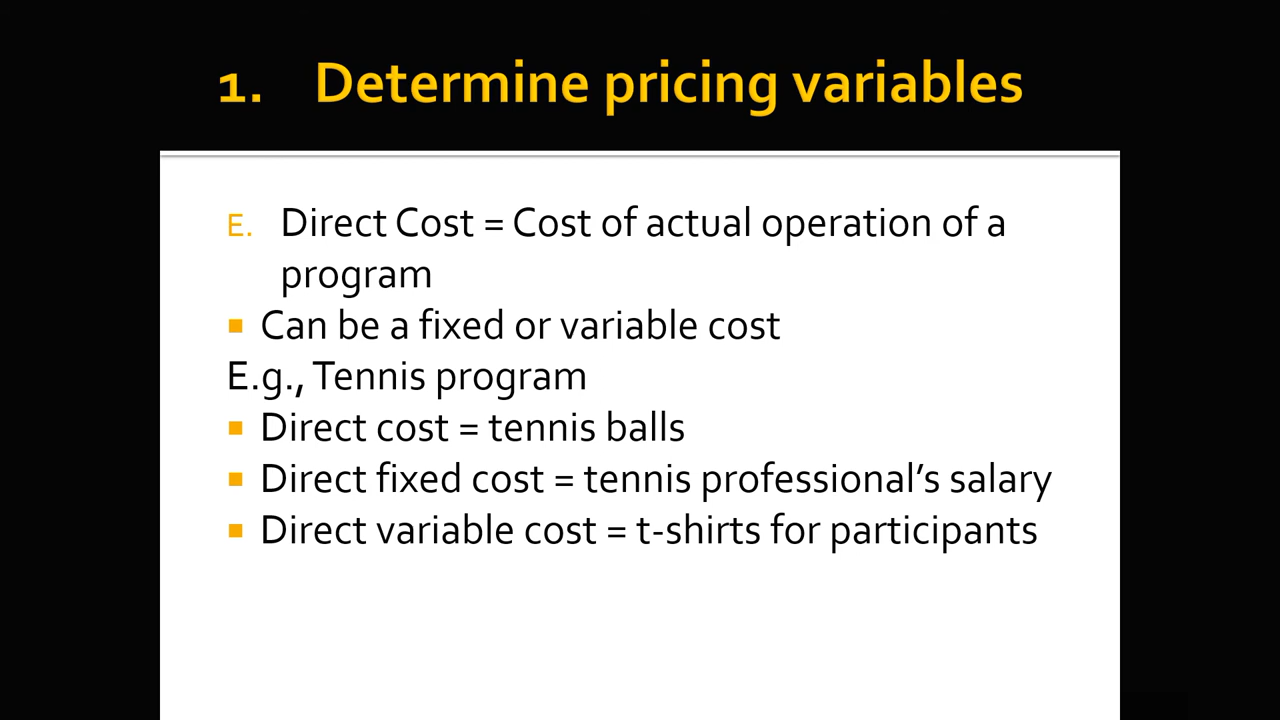 1. Determine pricing variables
E. Direct Cost = Cost of actual operation of a
program
▪ Can be a fixed or variable cost
E.g., Tennis program
▪ Direct cost = tennis balls
▪ Direct fixed cost = tennis professional’s salary
▪ Direct variable cost = t-shirts for participants